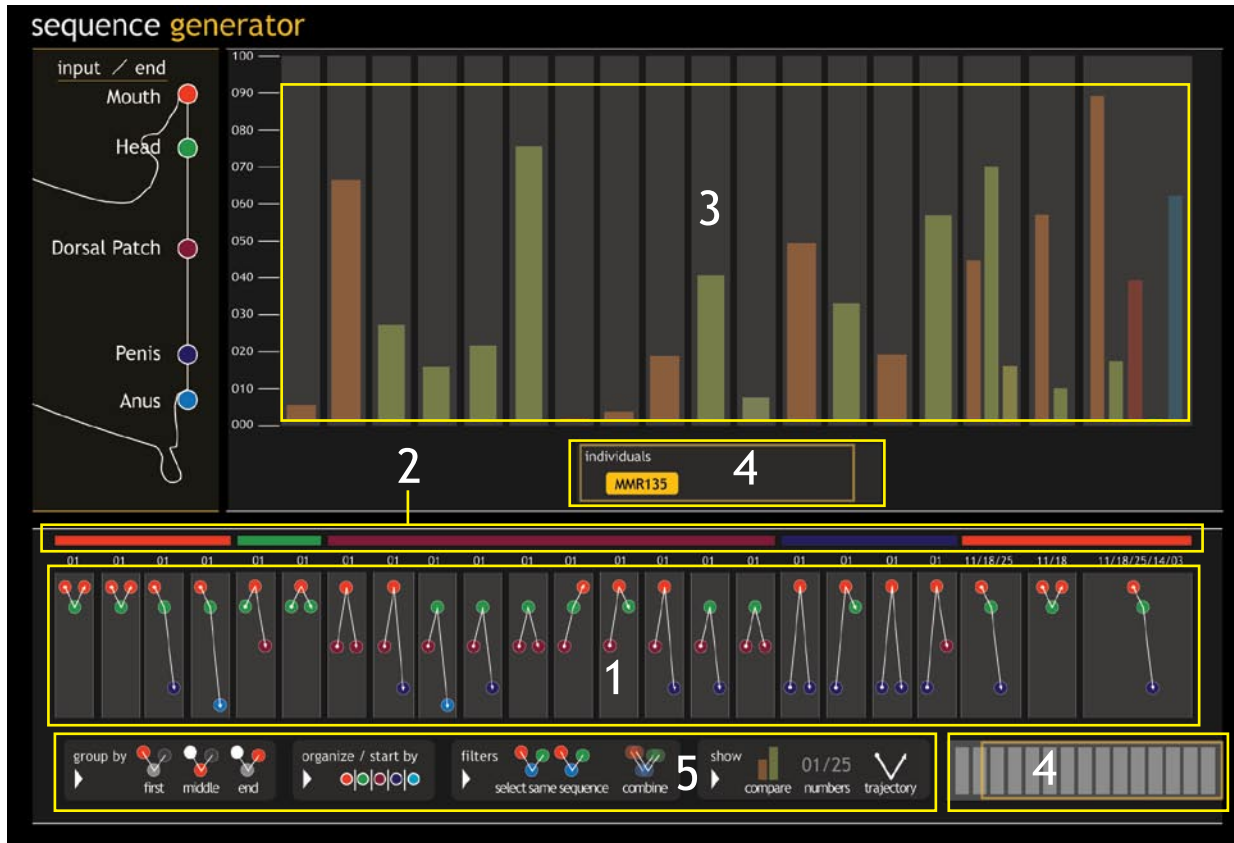 sequence generator
input / end
Mouth
Head
Dorsal Patch
Penis
Anus
100
090
080
070
060
050
040
030
020
010
000
3
individuals
MMR135
4
2
01 01 01 01 01 01 01 01 01 01 01 01 01 01 01 01 01 01 01 01 11/18/25 11/18 11/18/25/14/03
1
group by
first middle end
organize / start by
filters
select same sequence combine
5
show
01/25
compare numbers trajectory
4